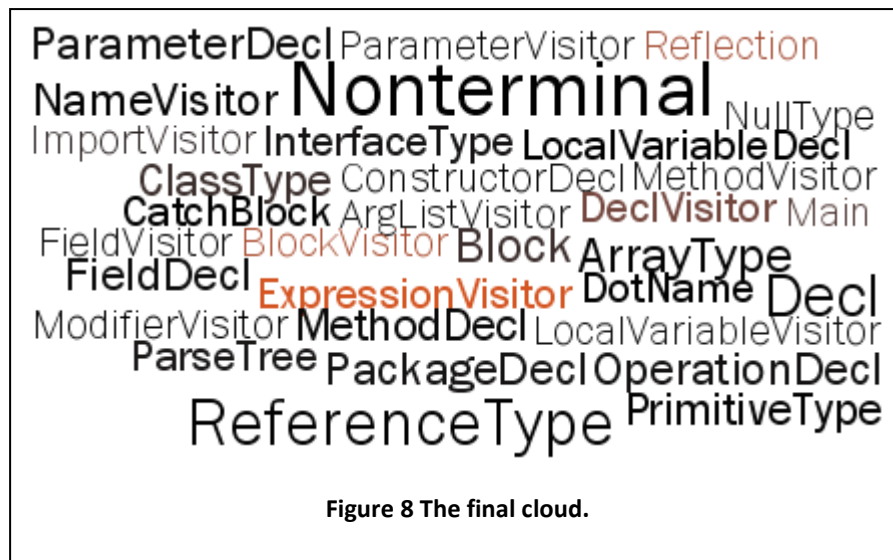 ParameterDecl ParameterVisitor Reflection
NameVisitor Nonterminal NullType
ImportVisitor InterfaceType LocalVariableDecl
ClassType ConstructorDecl MethodVisitor
CatchBlock ArgListVisitor DeclVisitor Main
FieldVisitor BlockVisitor Block ArrayType
FieldDecl ExpressionVisitor DotName Decl
ModifierVisitor MethodDecl LocalVariableVisitor
ParseTree PackageDecl OperationDecl
ReferenceType PrimitiveType
Figure 8 The final cloud.